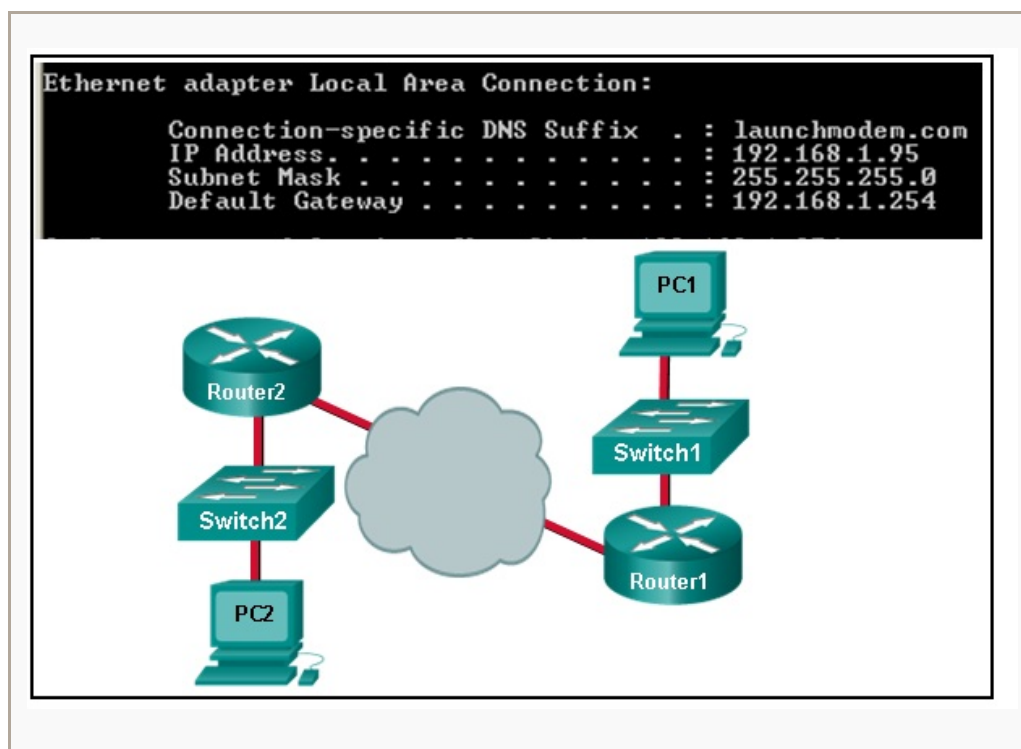 Ethernet adapter Local Area Connection:
Connection-specific DNS Suffix . : launchmodem.com
IP Address. . . . . . . . . . . . : 192.168.1.95
Subnet Mask . . . . . . . . . . . : 255.255.255.0
Default Gateway . . . . . . . . . : 192.168.1.254
PC1
Router2
Switch1
Switch2
Router1
PC2